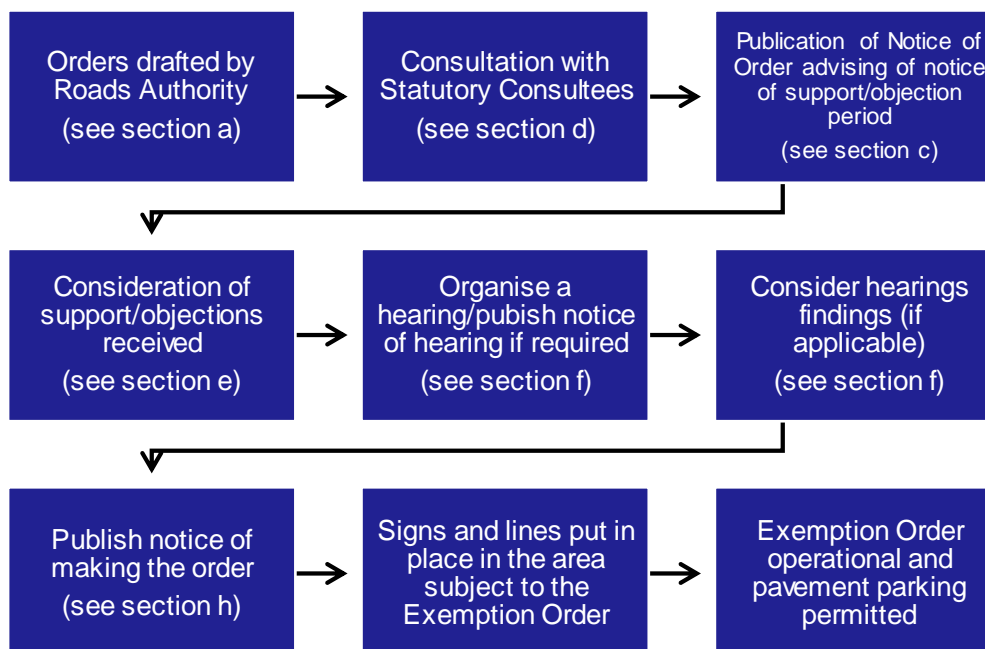 Orders drafted by
Roads Authority
(see section a)
Consultation with
Statutory Consultees
(see section d)
Publication of Notice of
Order advising of notice
of support/objection
period
(see section c)
Consideration of
support/objections
received
(see section e)
Organise a
hearing/pubish notice
of hearing if required
(see section f)
Consider hearings
findings (if
applicable)
(see section f)
Publish notice of
making the order
(see section h)
Signs and lines put in
place in the area
subject to the
Exemption Order
Exemption Order
operational and
pavement parking
permitted